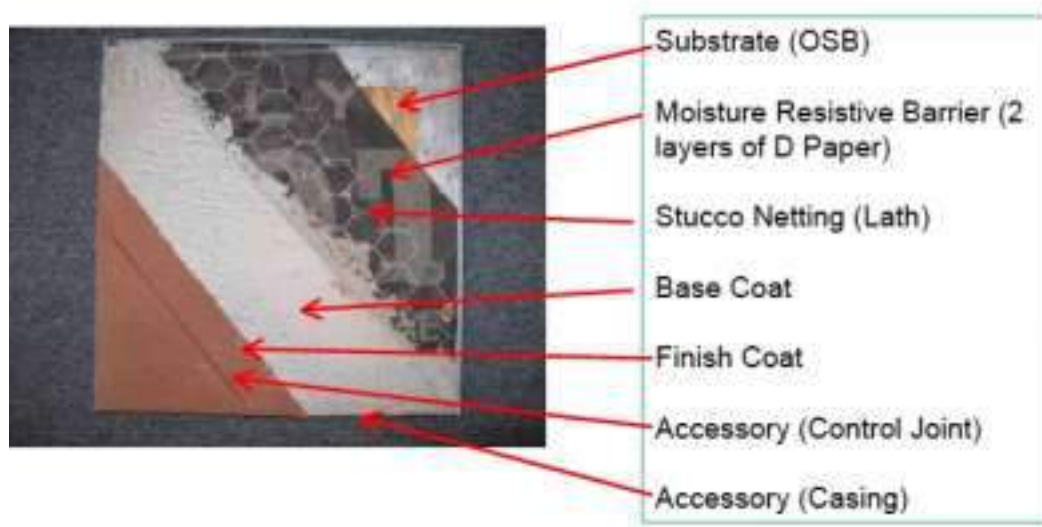 Substrate (OSB)
Moisture Resistive Barrier (2
layers of D Paper)
Stucco Netting (Lath)
Base Coat
Finish Coat
Accessory (Control Joint)
Accessory (Casing)